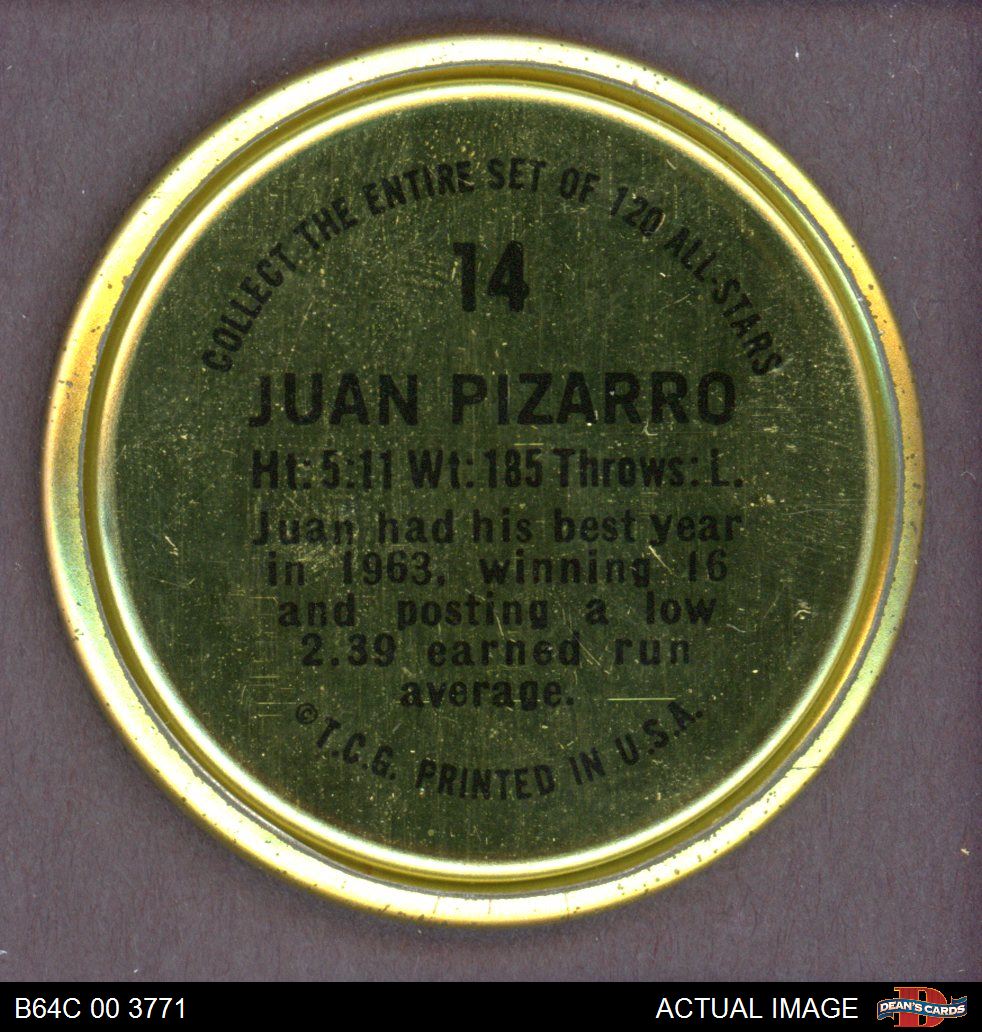 COLLECT THE ENTIRE SET OF 120 ALL-STARS
14
JUAN PIZARRO
Ht: 5:11 Wt: 185 Throws: L.
Juan had his best year
in 1963, winning 16
and posting a low
2.39 earned run
average.
© T.C.G. PRINTED IN U.S.A.
B64C 00 3771
ACTUAL IMAGE
DEAN'S CARDS